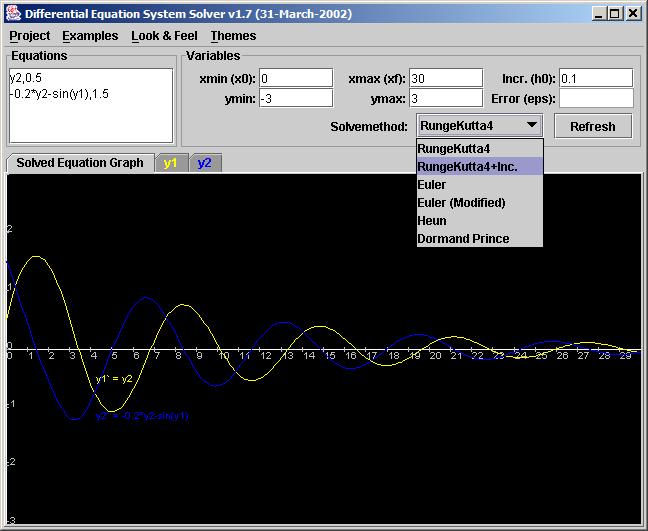 Differential Equation System Solver v1.7 (31-March-2002)
Project Examples Look & Feel Themes
Equations
y2,0.5
-0.2*y2-sin(y1),1.5
Variables
xmin (x0): 0 xmax (xf): 30 Incr. (h0): 0.1
ymin: -3 ymax: 3 Error (eps):
Solvemethod: RungeKutta4 Refresh
RungeKutta4
RungeKutta4+Inc.
Euler
Euler (Modified)
Heun
Dormand Prince
Solved Equation Graph y1 y2
2
1
0
0 1 2 3 4 5 6 7 8 9 10 11 12 13 14 15 16 17 18 19 20 21 22 23 24 25 26 27 28 29
y1` = y2
-1
y2` = -0.2*y2-sin(y1)
-2
-3